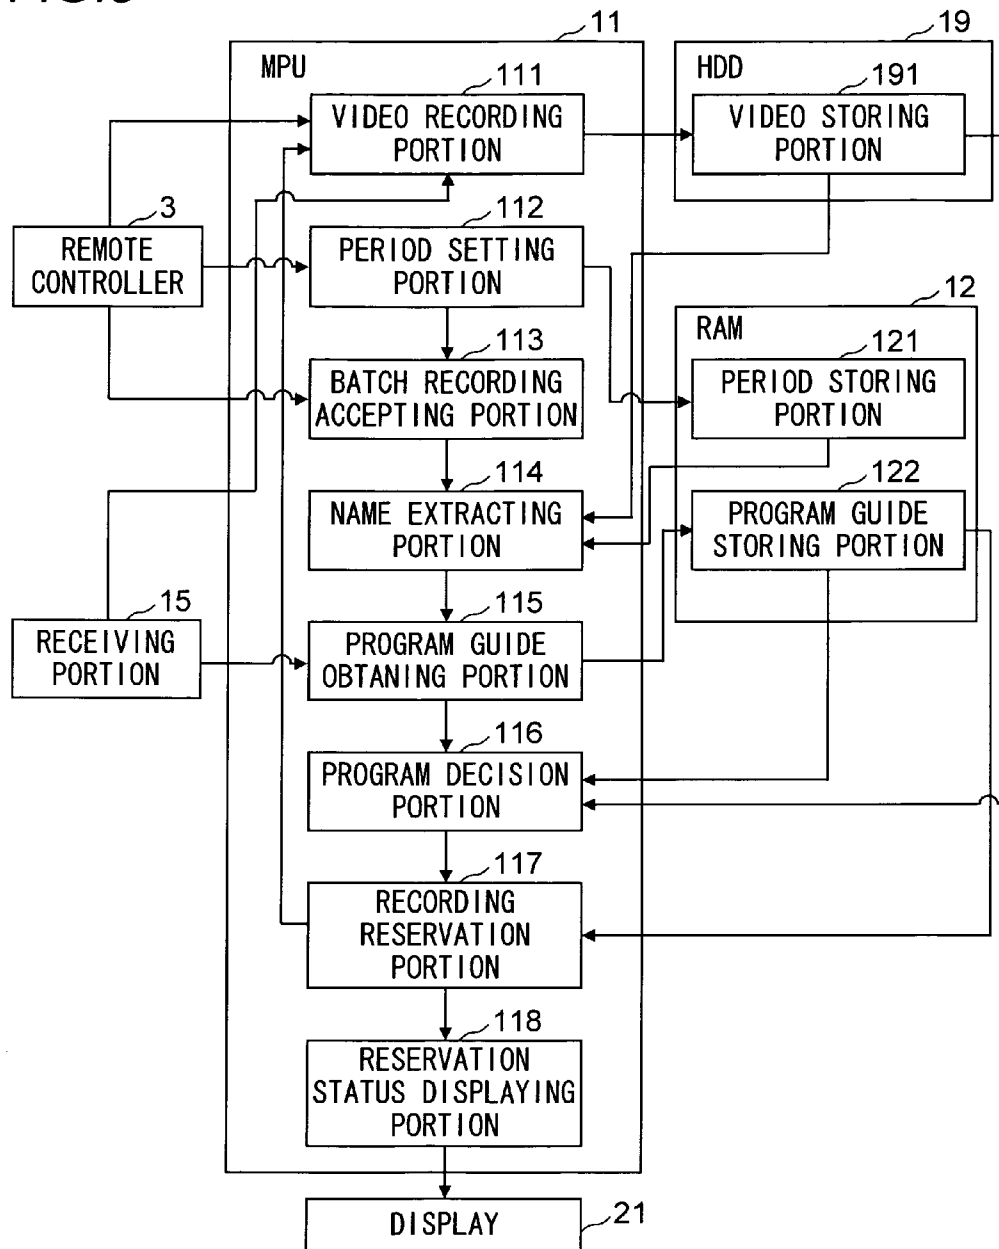 11
19
MPU
HDD
111
191
VIDEO RECORDING
PORTION
VIDEO STORING
PORTION
3
112
REMOTE
CONTROLLER
PERIOD SETTING
PORTION
12
RAM
113
121
BATCH RECORDING
ACCEPTING PORTION
PERIOD STORING
PORTION
114
122
NAME EXTRACTING
PORTION
PROGRAM GUIDE
STORING PORTION
15
115
RECEIVING
PORTION
PROGRAM GUIDE
OBTANING PORTION
116
PROGRAM DECISION
PORTION
117
RECORDING
RESERVATION
PORTION
118
RESERVATION
STATUS DISPLAYING
PORTION
DISPLAY
21